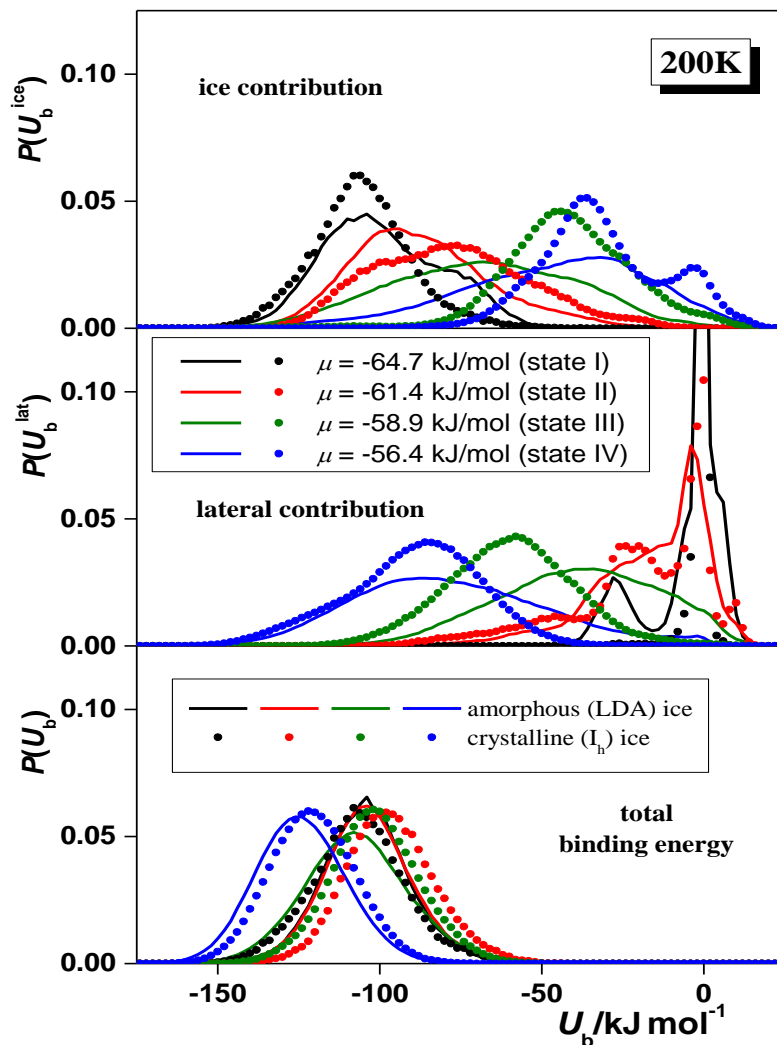 200K
ice contribution
P(U_b^ice)
0.10
0.05
0.00
μ = -64.7 kJ/mol (state I)
μ = -61.4 kJ/mol (state II)
μ = -58.9 kJ/mol (state III)
μ = -56.4 kJ/mol (state IV)
P(U_b^lat)
0.10
0.05
0.00
lateral contribution
amorphous (LDA) ice
crystalline (I_h) ice
P(U_b)
0.10
0.05
0.00
total
binding energy
-150
-100
-50
0
U_b/kJ mol^-1